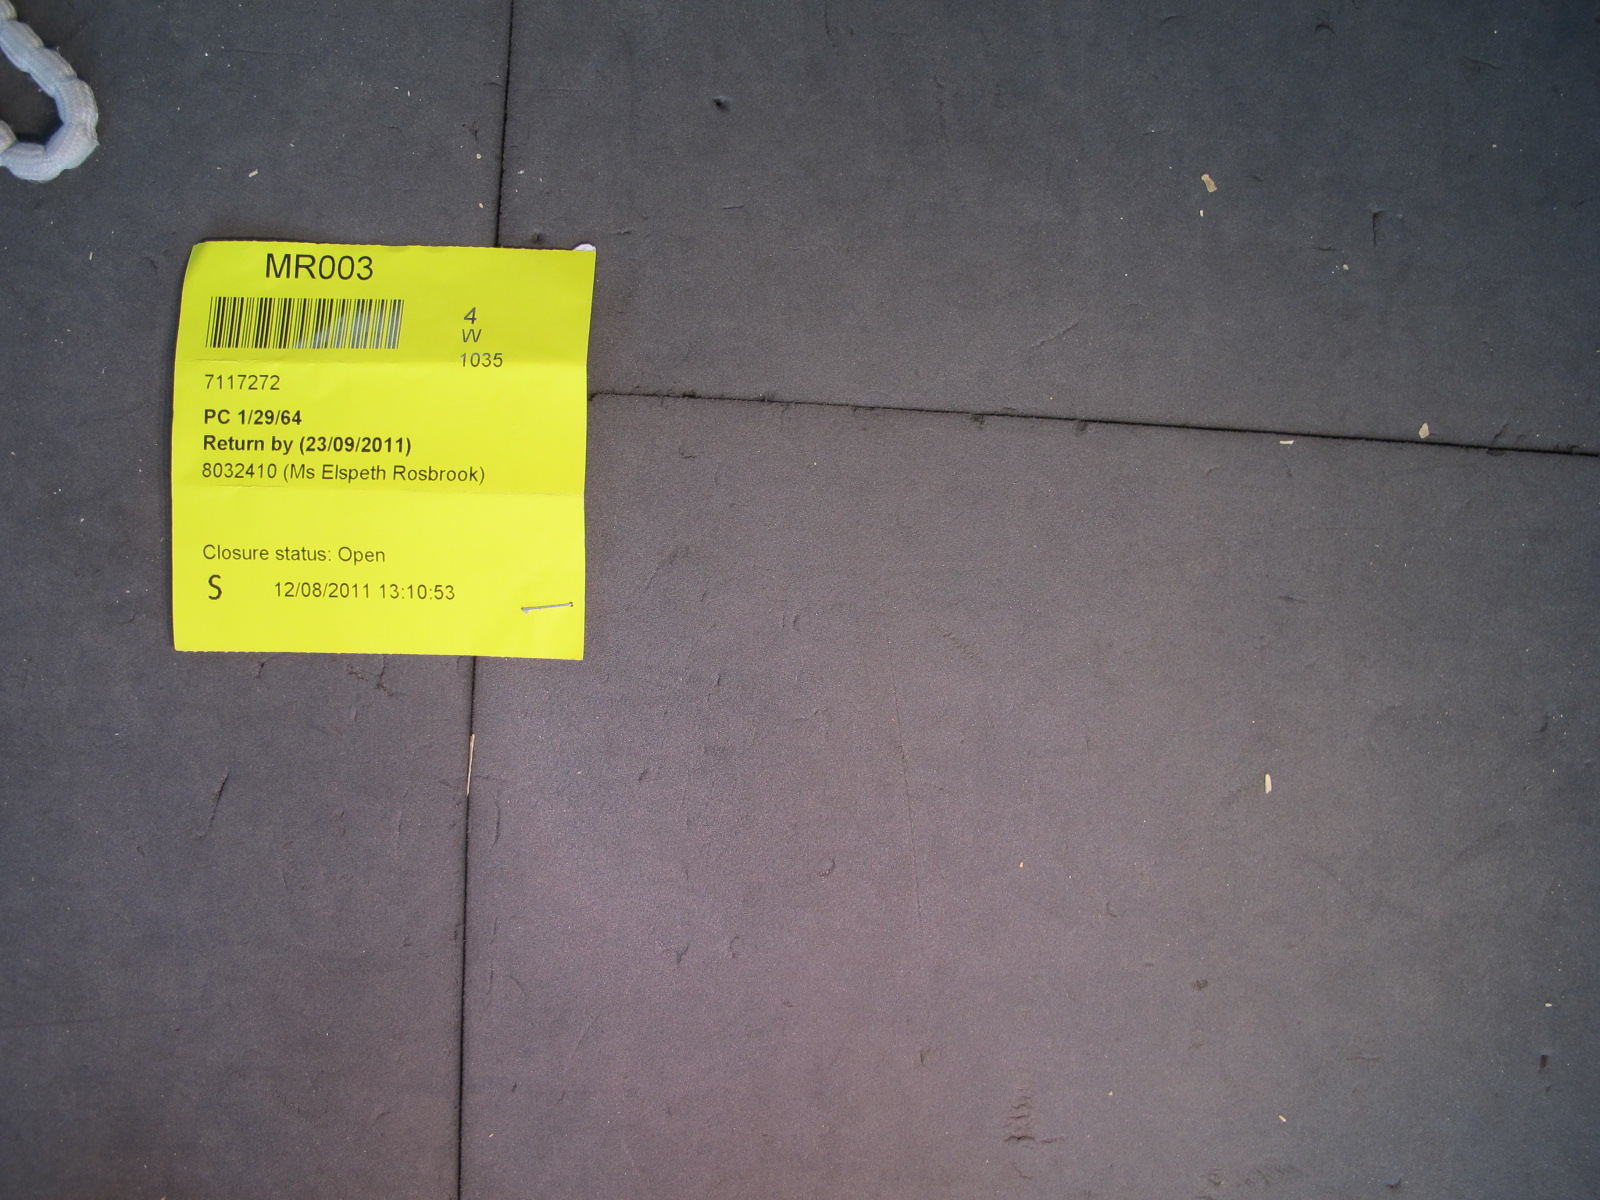 MR003
4
W
1035
7117272
PC 1/29/64
Return by (23/09/2011)
8032410 (Ms Elspeth Rosbrook)
Closure status: Open
S 12/08/2011 13:10:53